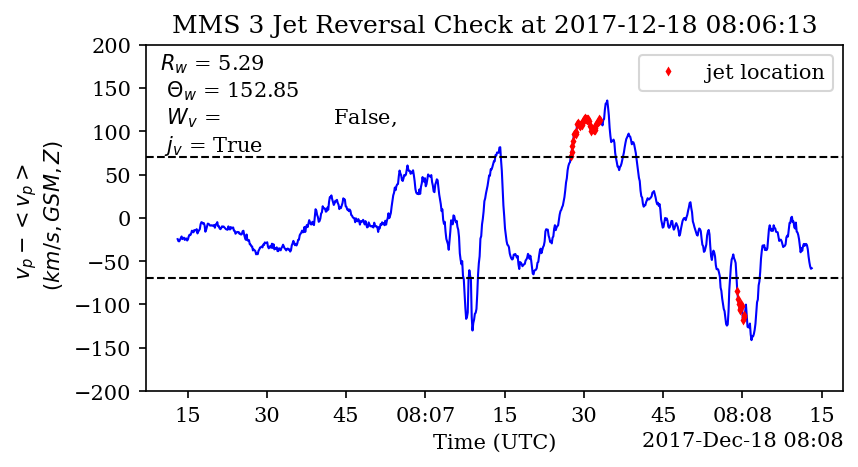 MMS 3 Jet Reversal Check at 2017-12-18 08:06:13
200
150
100
50
0
−50
−100
−150
−200
v_p − < v_p >
(km/s, GSM, Z)
R_w = 5.29
Θ_w = 152.85
W_v = False,
j_v = True
jet location
15 30 45 08:07 15 30 45 08:08 15
Time (UTC)
2017-Dec-18 08:08